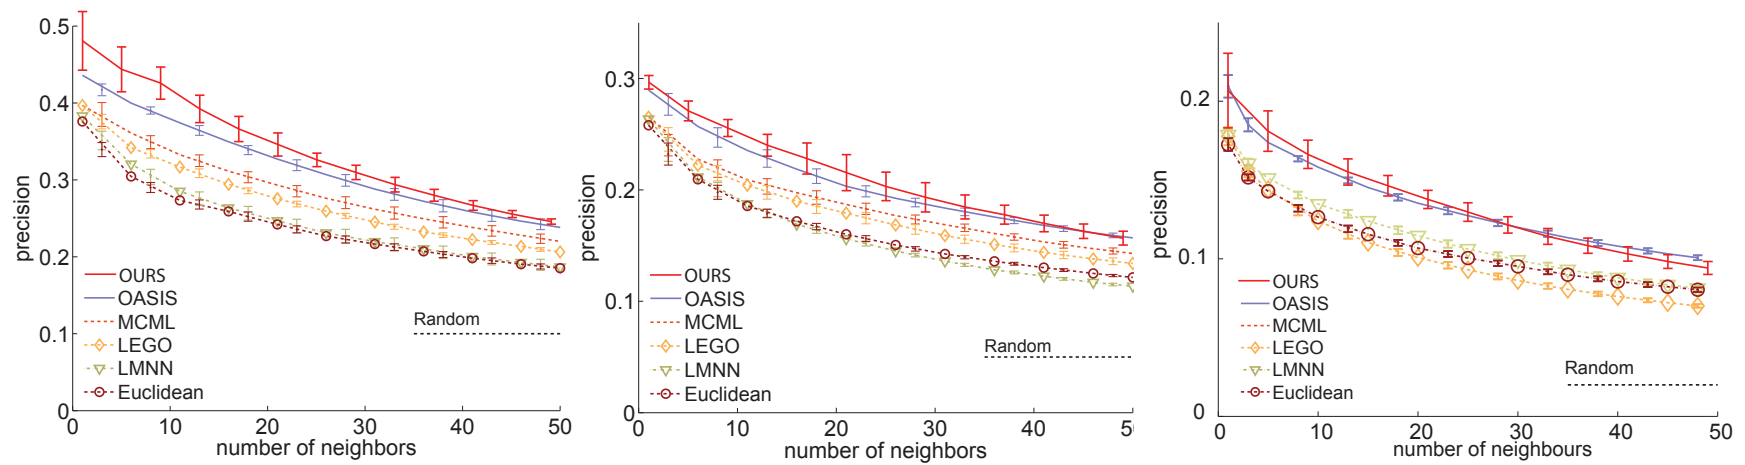 0.5
0.4
0.3
0.2
0.1
0
precision
OURS
OASIS
MCML
LEGO
LMNN
Euclidean
Random
0 10 20 30 40 50
number of neighbors
0.3
0.2
0.1
0
precision
OURS
OASIS
MCML
LEGO
LMNN
Euclidean
Random
0 10 20 30 40
number of neighbors
0.2
0.1
0
precision
OURS
OASIS
MCML
LEGO
LMNN
Euclidean
Random
0 10 20 30 40 50
number of neighbours